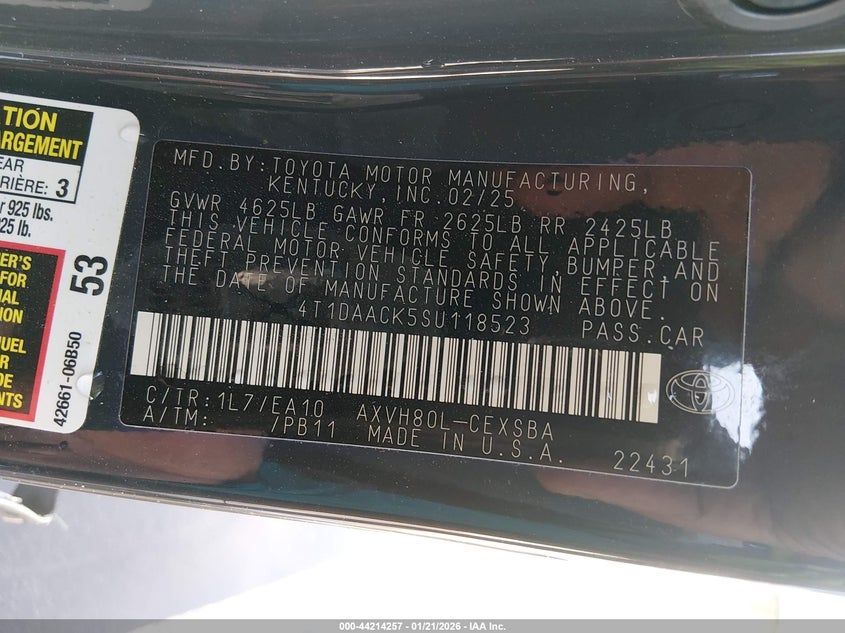 TION
ARGEMENT
EAR
RIÈRE: 3
r 925 lbs.
25 lb.
ER'S
FOR
NAL
TION
NUEL
R
DE
NTS
53
42661-06B50
MFD.BY:TOYOTA MOTOR MANUFACTURING,
KENTUCKY,INC.02/25
GVWR 4625LB GAWR FR 2625LB RR 2425LB
THIS VEHICLE CONFORMS TO ALL APPLICABLE
FEDERAL MOTOR VEHICLE SAFETY,BUMPER,AND
THEFT PREVENTION STANDARDS IN EFFECT ON
THE DATE OF MANUFACTURE SHOWN ABOVE.
4T1DAACK5SU118523 PASS.CAR
C/TR:1L7/EA10 AXVH80L-CEXSBA
A/TM: /PB11 MADE IN U.S.A. 22431
000-44214257 - 01/21/2026 - IAA Inc.